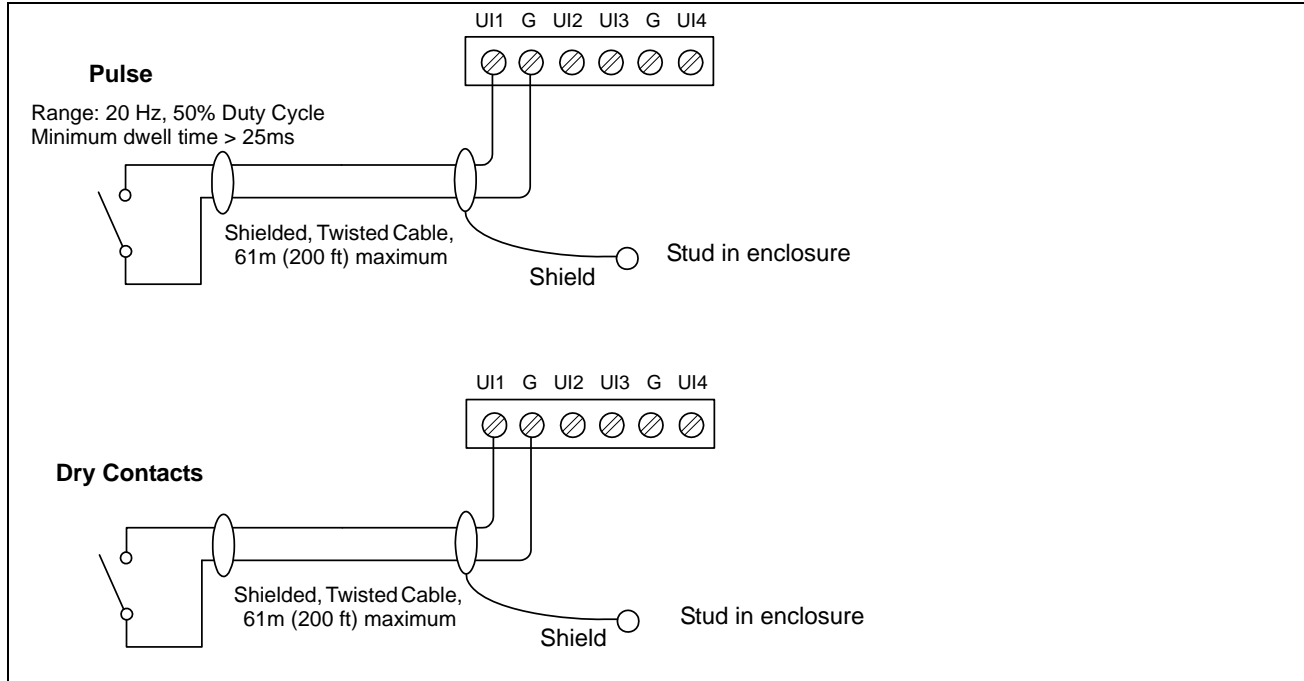 UI1 G UI2 UI3 G UI4
Pulse
Range: 20 Hz, 50% Duty Cycle
Minimum dwell time > 25ms
Shielded, Twisted Cable,
61m (200 ft) maximum
Shield
Stud in enclosure
UI1 G UI2 UI3 G UI4
Dry Contacts
Shielded, Twisted Cable,
61m (200 ft) maximum
Shield
Stud in enclosure